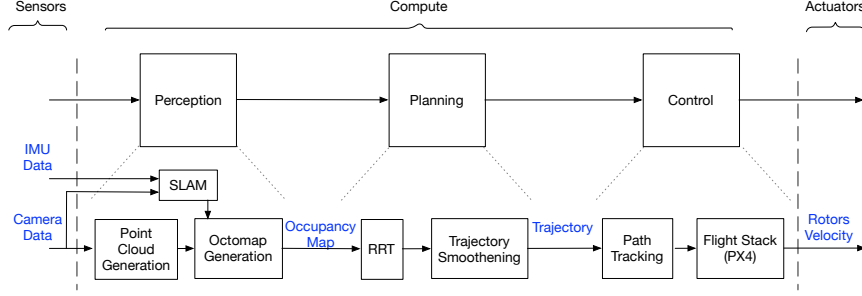 Sensors
Compute
Actuators
Perception
Planning
Control
IMU
Data
SLAM
Camera
Data
Point
Cloud
Generation
Octomap
Generation
Occupancy
Map
RRT
Trajectory
Smoothening
Trajectory
Path
Tracking
Flight Stack
(PX4)
Rotors
Velocity